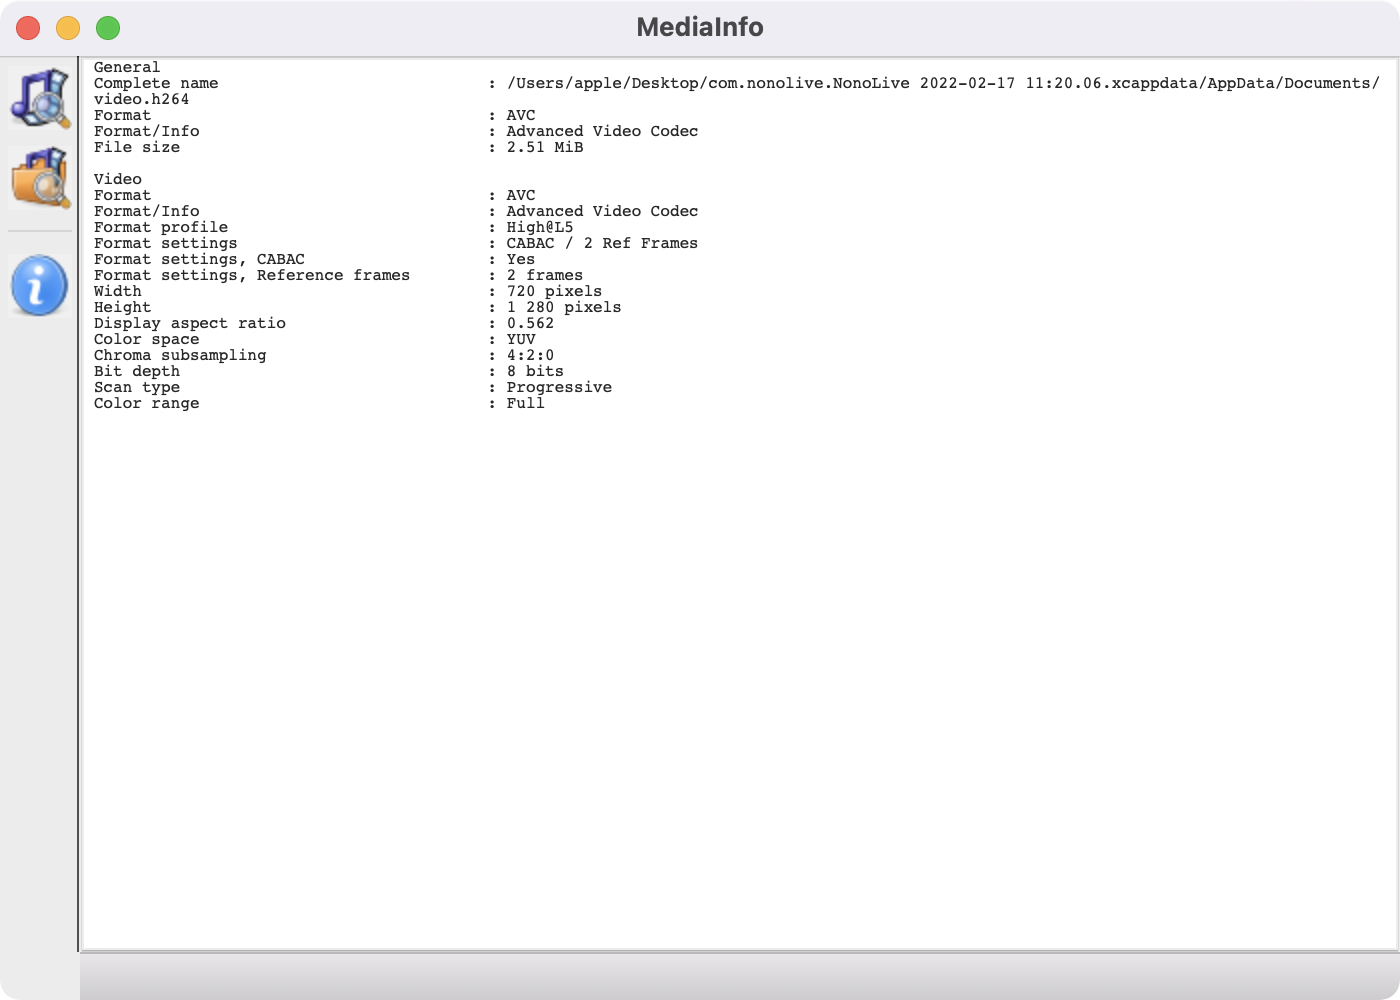 MediaInfo
General
Complete name : /Users/apple/Desktop/com.nonolive.NonoLive 2022-02-17 11:20.06.xcappdata/AppData/Documents/
video.h264
Format : AVC
Format/Info : Advanced Video Codec
File size : 2.51 MiB

Video
Format : AVC
Format/Info : Advanced Video Codec
Format profile : High@L5
Format settings : CABAC / 2 Ref Frames
Format settings, CABAC : Yes
Format settings, Reference frames : 2 frames
Width : 720 pixels
Height : 1 280 pixels
Display aspect ratio : 0.562
Color space : YUV
Chroma subsampling : 4:2:0
Bit depth : 8 bits
Scan type : Progressive
Color range : Full